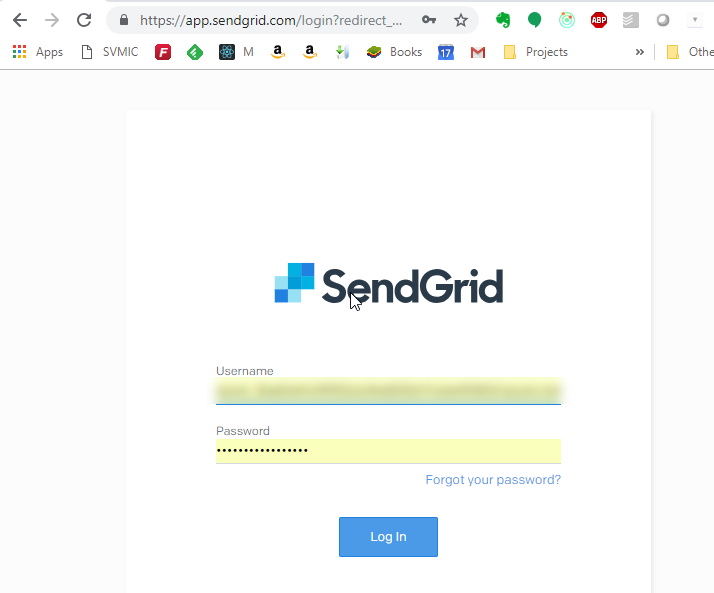 https://app.sendgrid.com/login?redirect_...
ABP
Apps SVMIC F M a a Books 17 Projects » Othe
SendGrid
Username
Password
•••••••••••••••••
Forgot your password?
Log In